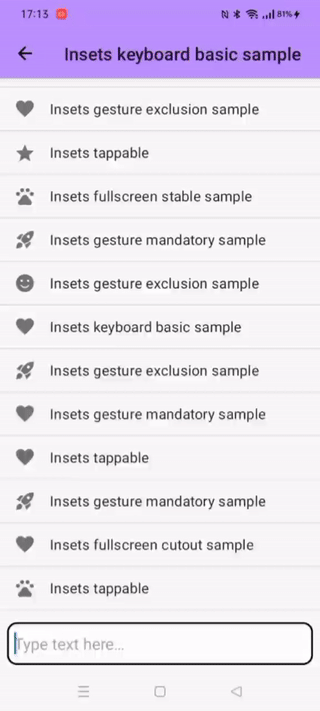 17:13
81%
Insets keyboard basic sample
Insets gesture exclusion sample
Insets tappable
Insets fullscreen stable sample
Insets gesture mandatory sample
Insets gesture exclusion sample
Insets keyboard basic sample
Insets gesture exclusion sample
Insets gesture mandatory sample
Insets tappable
Insets gesture mandatory sample
Insets fullscreen cutout sample
Insets tappable
Type text here...